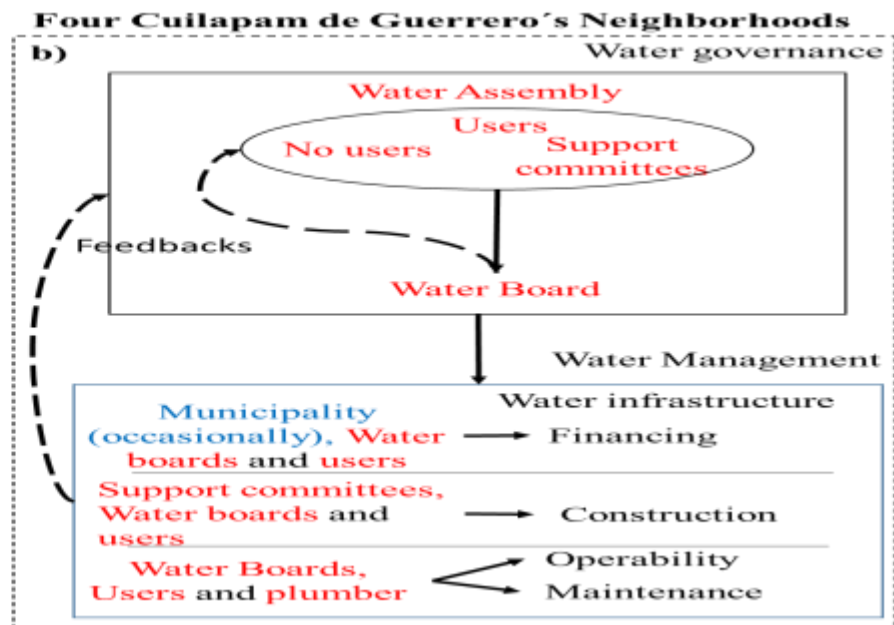 Four Cuilapam de Guerrero´s Neighborhoods
b)
Water governance
Water Assembly
Users
No users
Support
committees
Feedbacks
Water Board
Water Management
Water infrastructure
Municipality
(occasionally), Water
boards and users
Financing
Support committees,
Water boards and
users
Construction
Water Boards,
Users and plumber
Operability
Maintenance